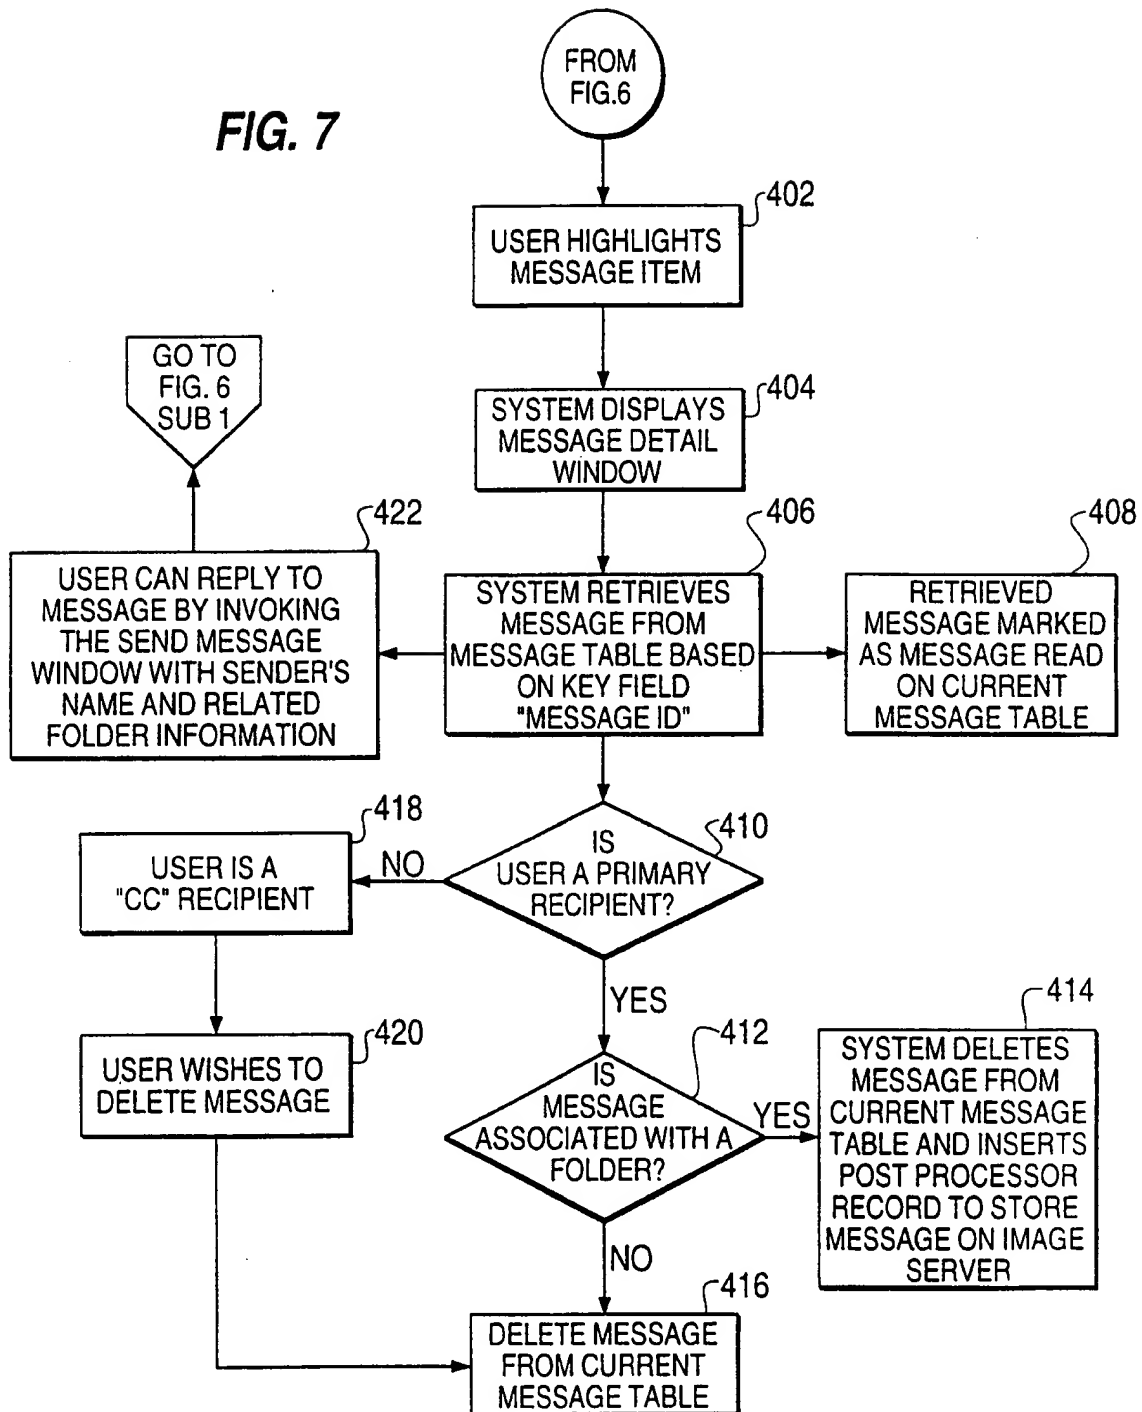 FROM
FIG.6
FIG. 7
402
USER HIGHLIGHTS
MESSAGE ITEM
GO TO
FIG. 6
SUB 1
404
SYSTEM DISPLAYS
MESSAGE DETAIL
WINDOW
422
USER CAN REPLY TO
MESSAGE BY INVOKING
THE SEND MESSAGE
WINDOW WITH SENDER'S
NAME AND RELATED
FOLDER INFORMATION
406
SYSTEM RETRIEVES
MESSAGE FROM
MESSAGE TABLE BASED
ON KEY FIELD
"MESSAGE ID"
408
RETRIEVED
MESSAGE MARKED
AS MESSAGE READ
ON CURRENT
MESSAGE TABLE
410
IS
USER A PRIMARY
RECIPIENT?
NO
418
USER IS A
"CC" RECIPIENT
420
USER WISHES TO
DELETE MESSAGE
YES
412
IS
MESSAGE
ASSOCIATED WITH A
FOLDER?
YES
414
SYSTEM DELETES
MESSAGE FROM
CURRENT MESSAGE
TABLE AND INSERTS
POST PROCESSOR
RECORD TO STORE
MESSAGE ON IMAGE
SERVER
NO
416
DELETE MESSAGE
FROM CURRENT
MESSAGE TABLE